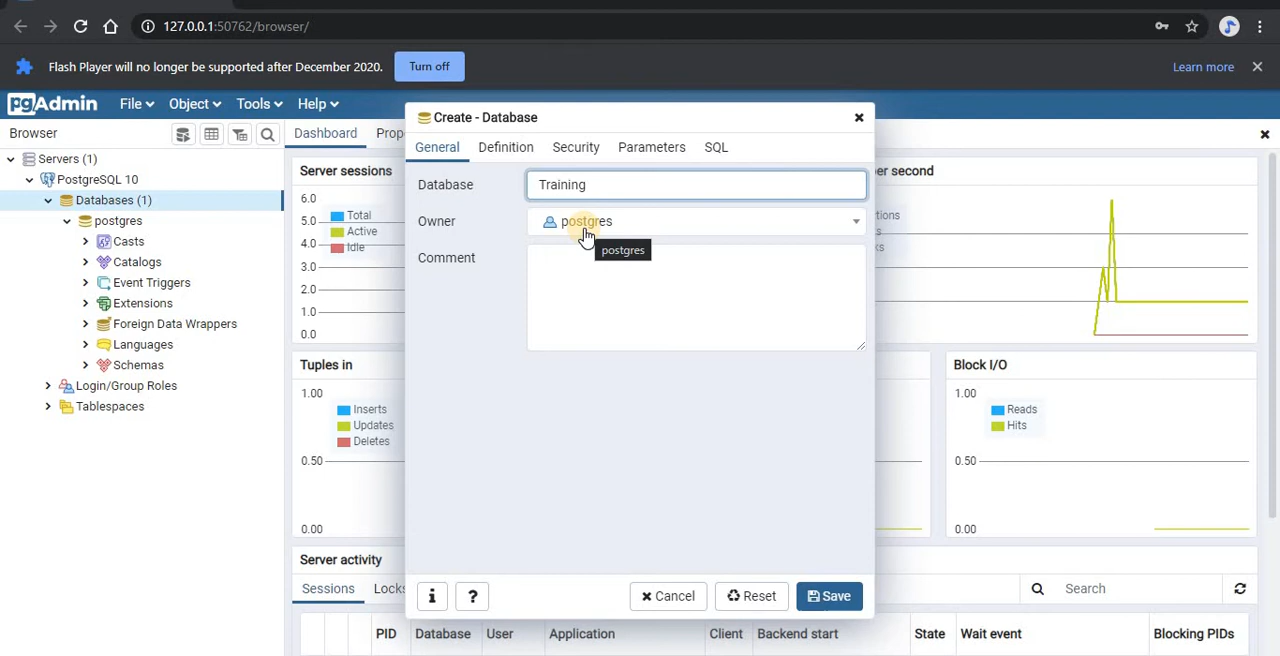 127.0.0.1:50762/browser/
Flash Player will no longer be supported after December 2020.
Turn off
Learn more
pgAdmin
File
Object
Tools
Help
Browser
Dashboard
Servers (1)
PostgreSQL 10
Databases (1)
postgres
Casts
Catalogs
Event Triggers
Extensions
Foreign Data Wrappers
Languages
Schemas
Login/Group Roles
Tablespaces
Create - Database
General
Definition
Security
Parameters
SQL
Database
Training
Owner
postgres
postgres
Comment
i
?
Cancel
Reset
Save
Server sessions
6.0
5.0
4.0
3.0
2.0
1.0
0.0
Total
Active
Idle
er second
tions
s
ks
Tuples in
1.00
0.50
0.00
Inserts
Updates
Deletes
Block I/O
1.00
0.50
0.00
Reads
Hits
Server activity
Sessions
Locks
Search
PID
Database
User
Application
Client
Backend start
State
Wait event
Blocking PIDs